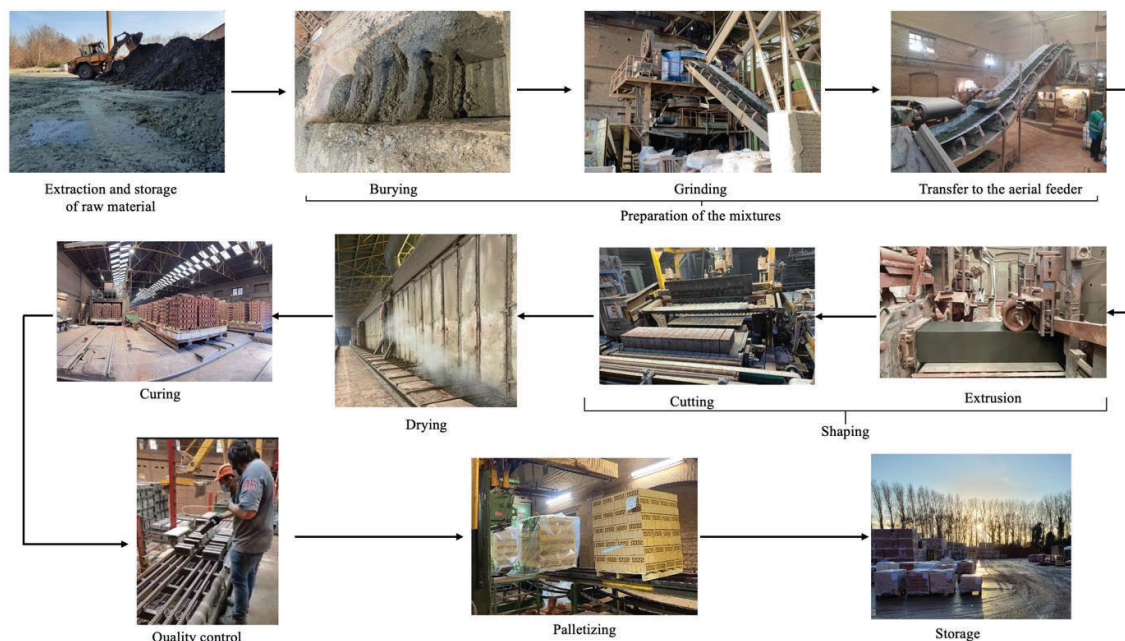 Extraction and storage
of raw material
Burying
Grinding
Transfer to the aerial feeder
Preparation of the mixtures
Extrusion
Cutting
Shaping
Drying
Curing
Quality control
Palletizing
Storage